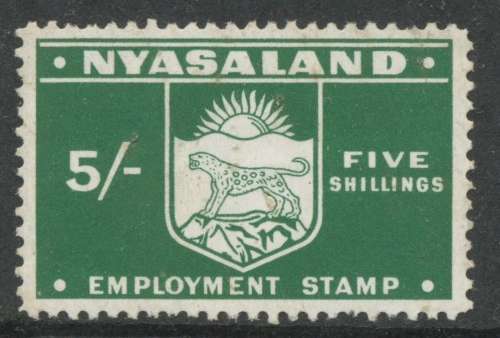 • NYASALAND •
5/-
FIVE
SHILLINGS
• EMPLOYMENT STAMP •